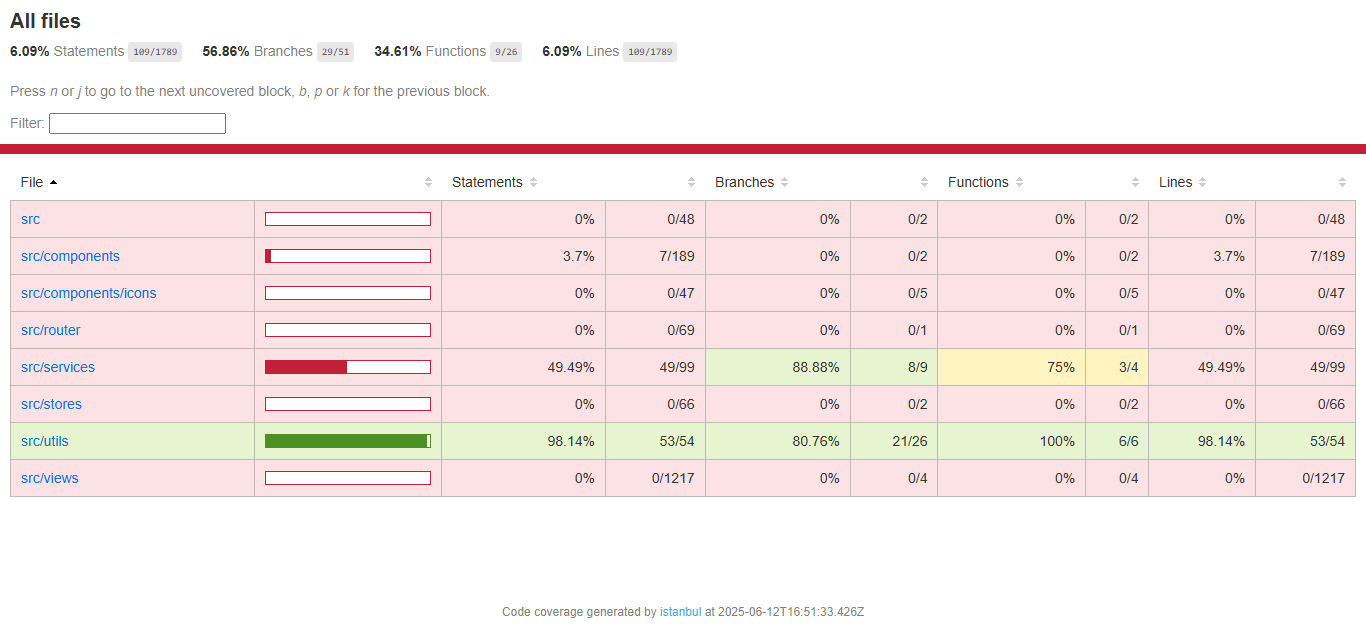 All files
6.09% Statements 109/1789 56.86% Branches 29/51 34.61% Functions 9/26 6.09% Lines 109/1789
Press n or j to go to the next uncovered block, b, p or k for the previous block.
Filter:
File Statements Branches Functions Lines
src 0% 0/48 0% 0/2 0% 0/2 0% 0/48
src/components 3.7% 7/189 0% 0/2 0% 0/2 3.7% 7/189
src/components/icons 0% 0/47 0% 0/5 0% 0/5 0% 0/47
src/router 0% 0/69 0% 0/1 0% 0/1 0% 0/69
src/services 49.49% 49/99 88.88% 8/9 75% 3/4 49.49% 49/99
src/stores 0% 0/66 0% 0/2 0% 0/2 0% 0/66
src/utils 98.14% 53/54 80.76% 21/26 100% 6/6 98.14% 53/54
src/views 0% 0/1217 0% 0/4 0% 0/4 0% 0/1217
Code coverage generated by istanbul at 2025-06-12T16:51:33.426Z